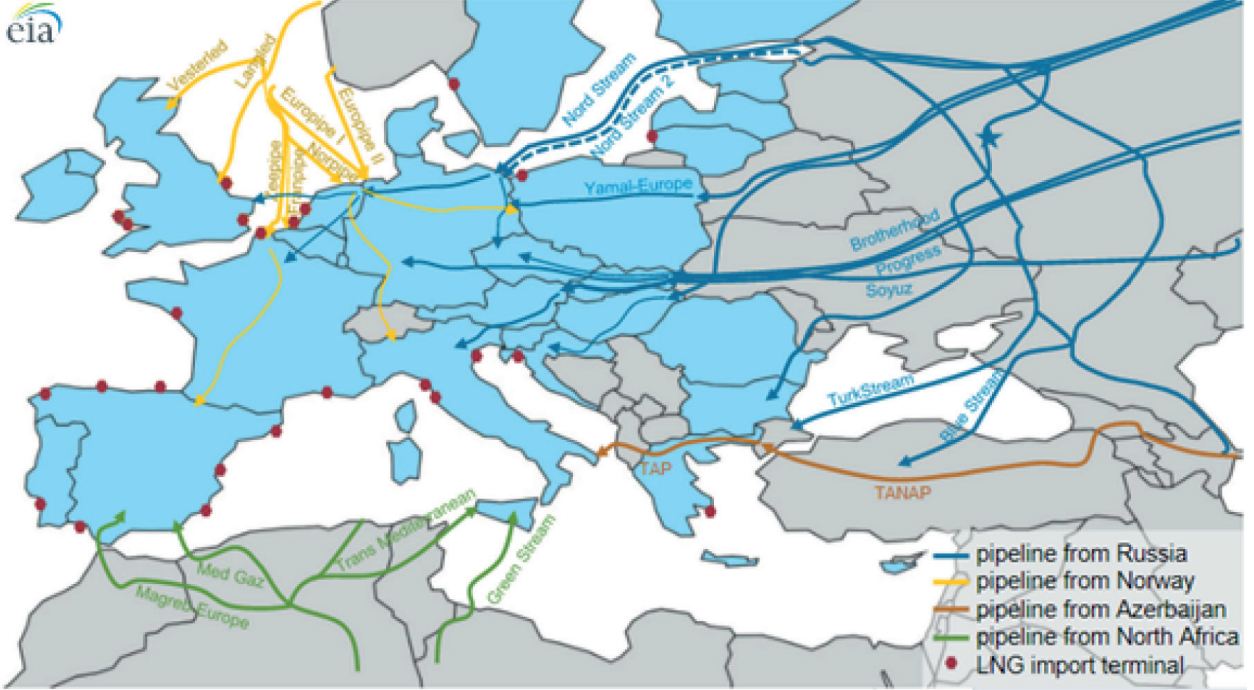 eia
Vesterled
Langled
Europipe I
Europipe II
Norpipe
Zeepipe
Franpipe
Nord Stream
Nord Stream 2
Yamal-Europe
Brotherhood
Progress
Soyuz
TurkStream
Blue Stream
TAP
TANAP
Trans Mediterranean
Green Stream
Med Gaz
Magreb-Europe
pipeline from Russia
pipeline from Norway
pipeline from Azerbaijan
pipeline from North Africa
LNG import terminal